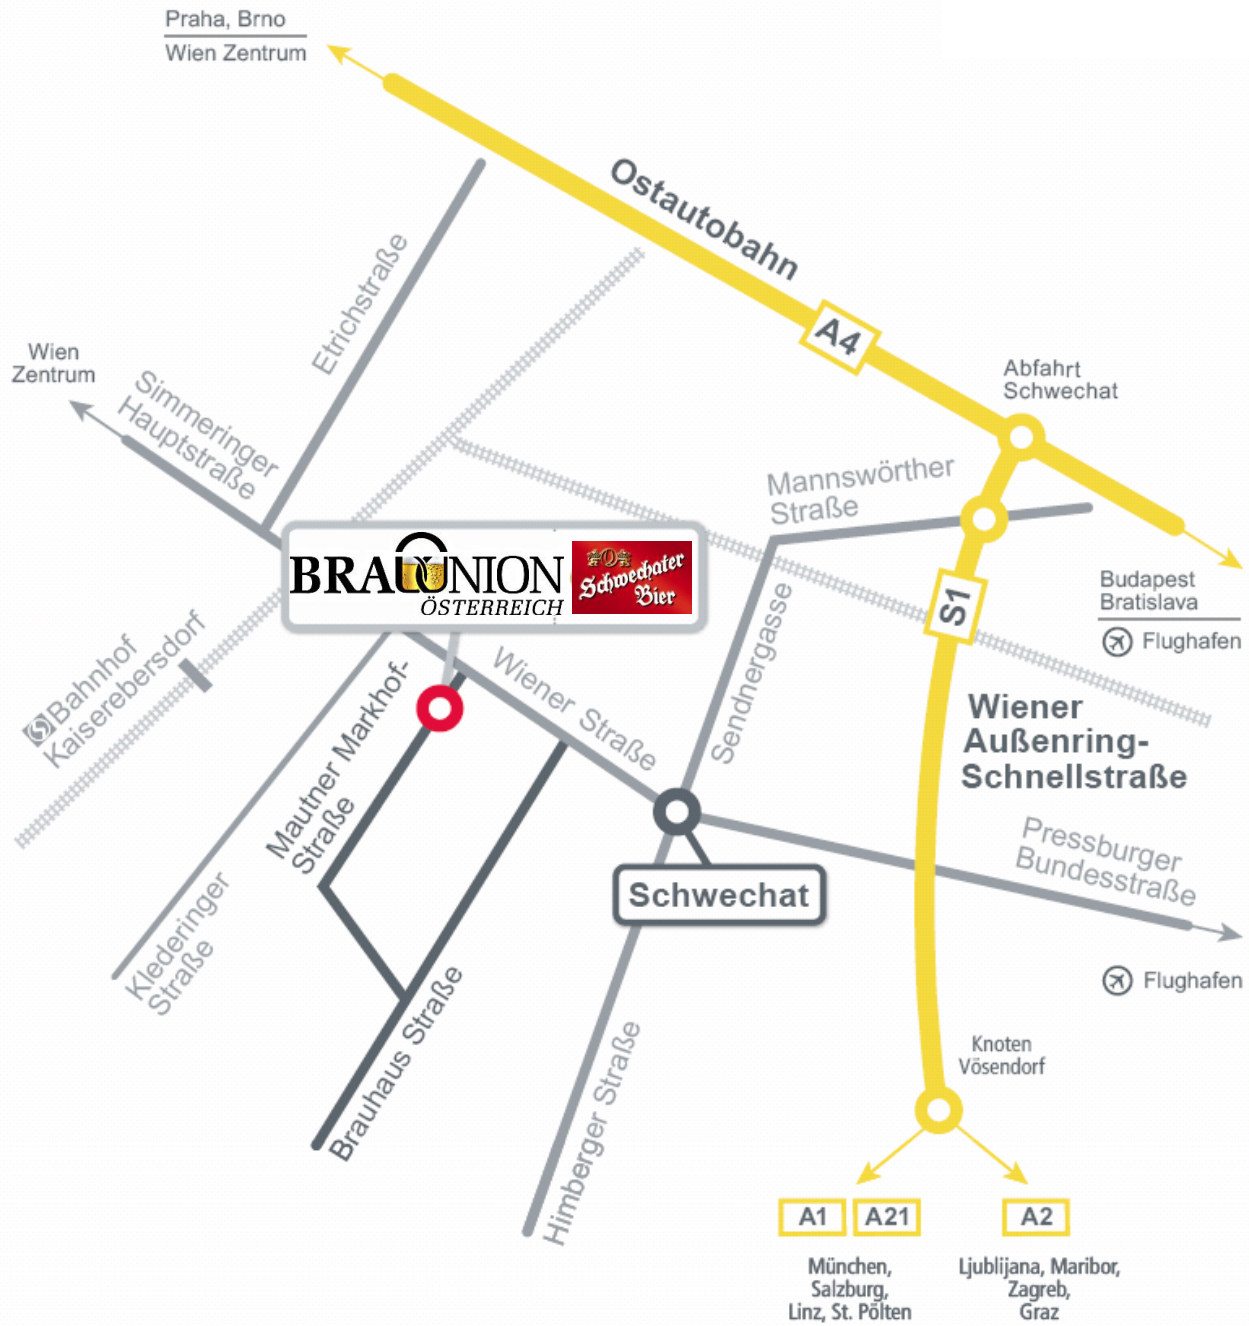 Praha, Brno
Wien Zentrum
Ostautobahn
Etrichstraße
A4
Wien
Zentrum
Abfahrt
Schwechat
Simmeringer
Hauptstraße
Mannswörther
Straße
BRAUUNION
ÖSTERREICH
Schwechater
Bier
Budapest
Bratislava
Flughafen
S1
Sendnergasse
Bahnhof
Kaiserebersdorf
Wiener Straße
Wiener
Außenring-
Schnellstraße
Mautner Markhof-
Straße
Pressburger
Bundesstraße
Schwechat
Klederinger
Straße
Flughafen
Brauhaus Straße
Himberger Straße
Knoten
Vösendorf
A1
A21
A2
München,
Salzburg,
Linz, St. Pölten
Ljublijana, Maribor,
Zagreb,
Graz